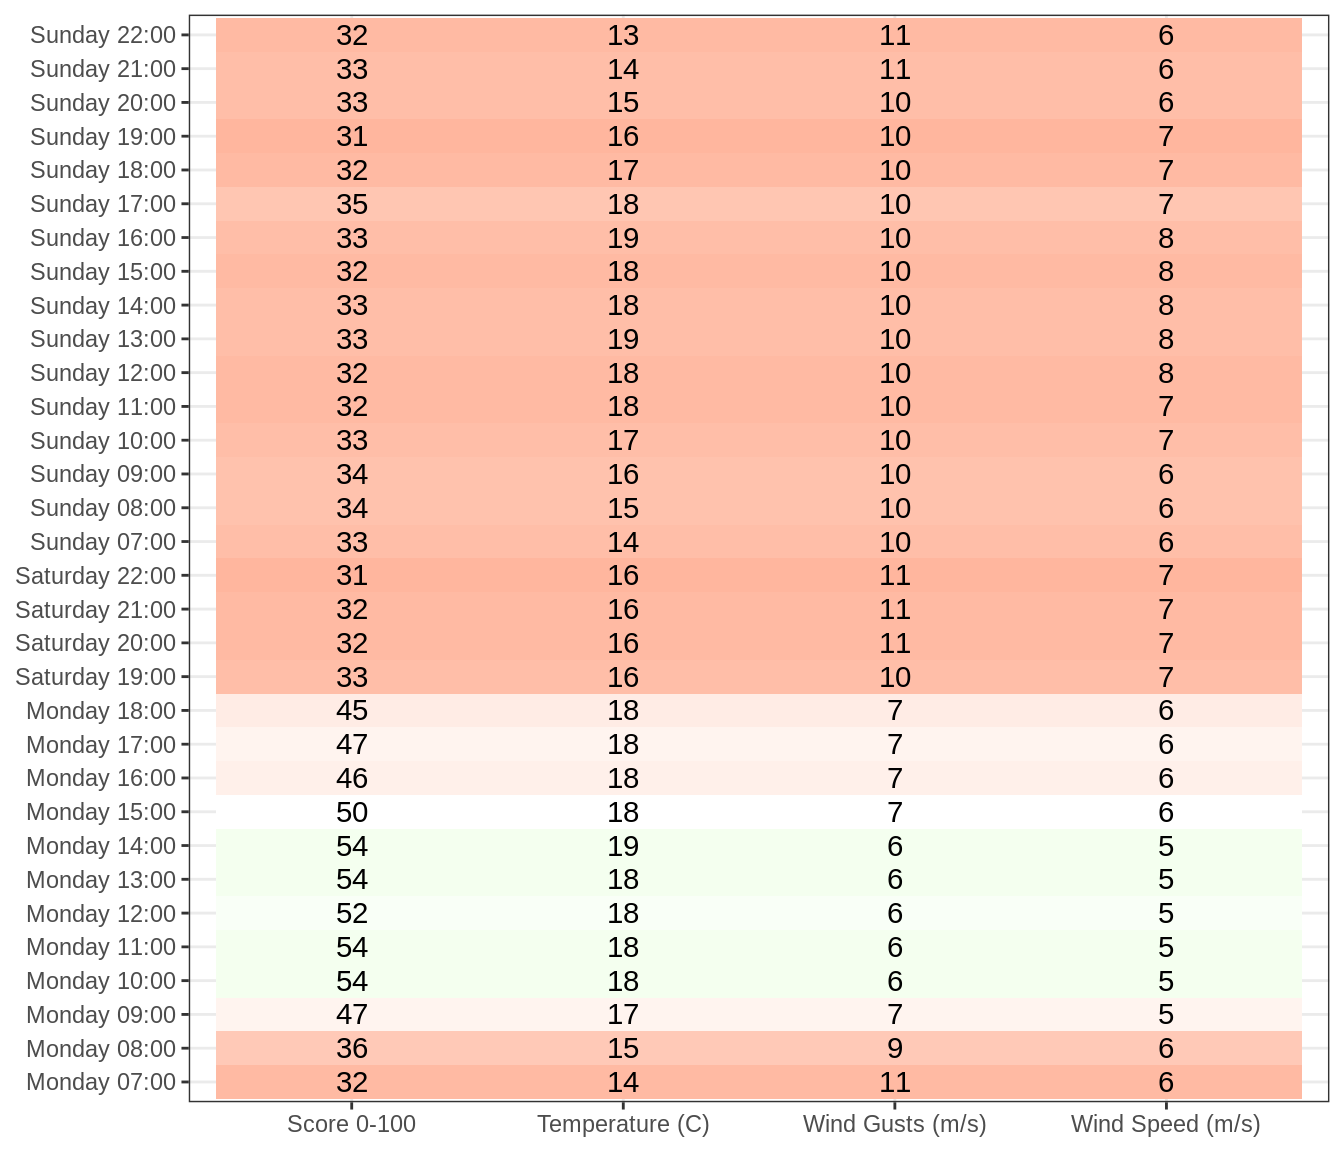 Sunday 22:00 32 13 11 6
Sunday 21:00 33 14 11 6
Sunday 20:00 33 15 10 6
Sunday 19:00 31 16 10 7
Sunday 18:00 32 17 10 7
Sunday 17:00 35 18 10 7
Sunday 16:00 33 19 10 8
Sunday 15:00 32 18 10 8
Sunday 14:00 33 18 10 8
Sunday 13:00 33 19 10 8
Sunday 12:00 32 18 10 8
Sunday 11:00 32 18 10 7
Sunday 10:00 33 17 10 7
Sunday 09:00 34 16 10 6
Sunday 08:00 34 15 10 6
Sunday 07:00 33 14 10 6
Saturday 22:00 31 16 11 7
Saturday 21:00 32 16 11 7
Saturday 20:00 32 16 11 7
Saturday 19:00 33 16 10 7
Monday 18:00 45 18 7 6
Monday 17:00 47 18 7 6
Monday 16:00 46 18 7 6
Monday 15:00 50 18 7 6
Monday 14:00 54 19 6 5
Monday 13:00 54 18 6 5
Monday 12:00 52 18 6 5
Monday 11:00 54 18 6 5
Monday 10:00 54 18 6 5
Monday 09:00 47 17 7 5
Monday 08:00 36 15 9 6
Monday 07:00 32 14 11 6
Score 0-100 Temperature (C) Wind Gusts (m/s) Wind Speed (m/s)